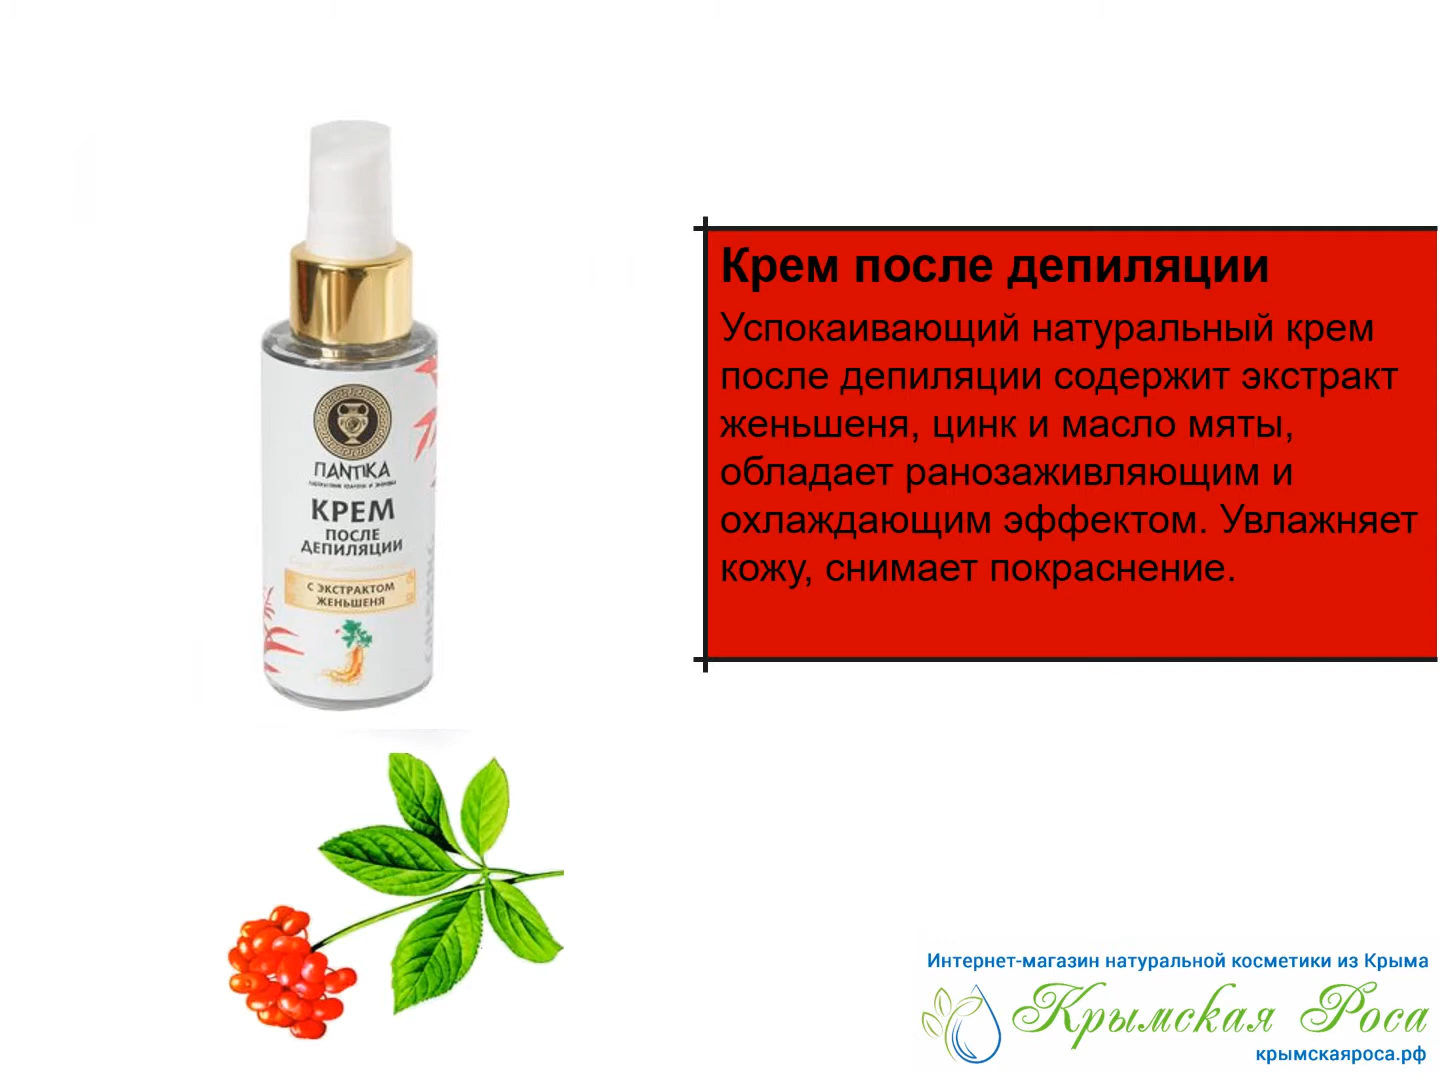 ПАНТИКА
КРЕМ
ПОСЛЕ
ДЕПИЛЯЦИИ
С ЭКСТРАКТОМ
ЖЕНЬШЕНЯ
Крем после депиляции
Успокаивающий натуральный крем
после депиляции содержит экстракт
женьшеня, цинк и масло мяты,
обладает ранозаживляющим и
охлаждающим эффектом. Увлажняет
кожу, снимает покраснение.
Интернет-магазин натуральной косметики из Крыма
Крымская Роса
крымскаяроса.рф